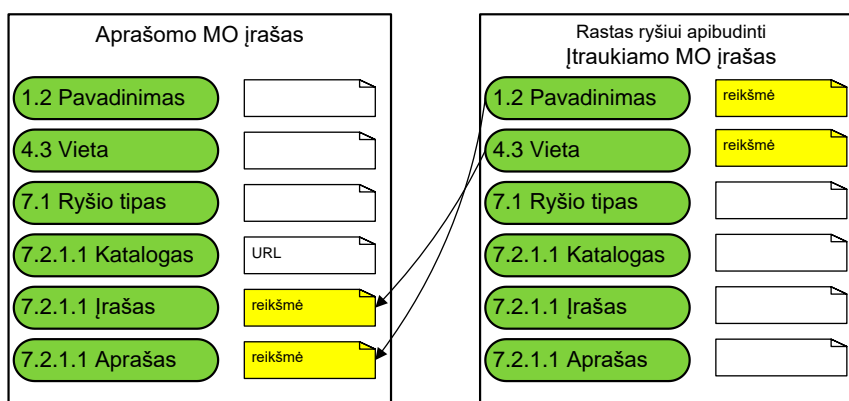 Aprašomo MO įrašas
1.2 Pavadinimas
4.3 Vieta
7.1 Ryšio tipas
7.2.1.1 Katalogas
URL
7.2.1.1 Įrašas
reikšmė
7.2.1.1 Aprašas
reikšmė
Rastas ryšiui apibudinti
Įtraukiamo MO įrašas
1.2 Pavadinimas
reikšmė
4.3 Vieta
reikšmė
7.1 Ryšio tipas
7.2.1.1 Katalogas
7.2.1.1 Įrašas
7.2.1.1 Aprašas